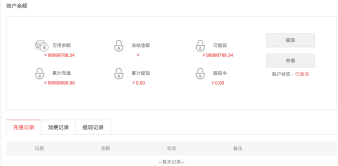 账户余额
可用余额
¥99998788.34
冻结金额
¥
可提现
¥99998788.34
提现
累计充值
¥99999999.99
累计提现
¥0.00
提现中
¥0.00
充值
账户状态：已激活
充值记录 消费记录 提现记录
日期 金额 状态 备注
--暂无记录--